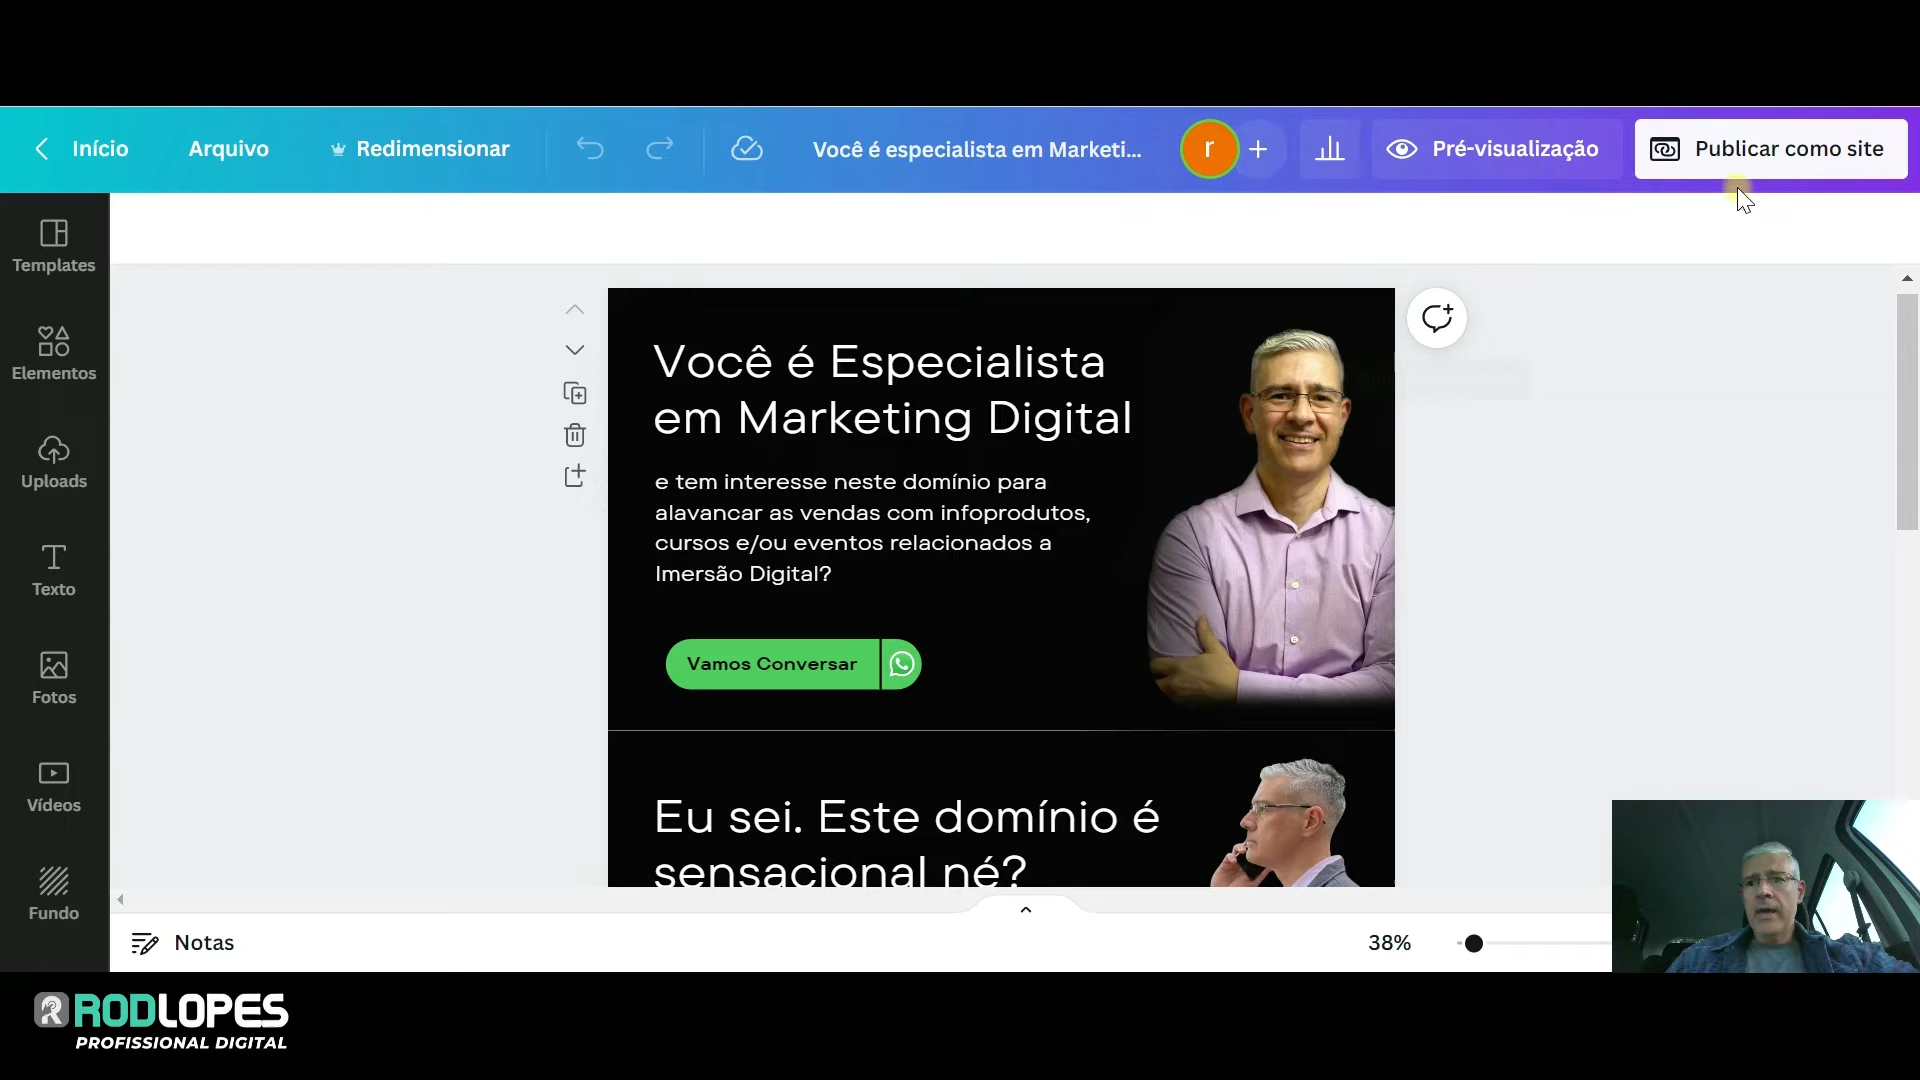 Início
Arquivo
Redimensionar
Você é especialista em Marketi...
r
Pré-visualização
Publicar como site
Templates
Elementos
Uploads
Texto
Fotos
Vídeos
Fundo
Você é Especialista
em Marketing Digital
e tem interesse neste domínio para
alavancar as vendas com infoprodutos,
cursos e/ou eventos relacionados a
Imersão Digital?
Vamos Conversar
Eu sei. Este domínio é
sensacional né?
Notas
38%
RODLOPES
PROFISSIONAL DIGITAL